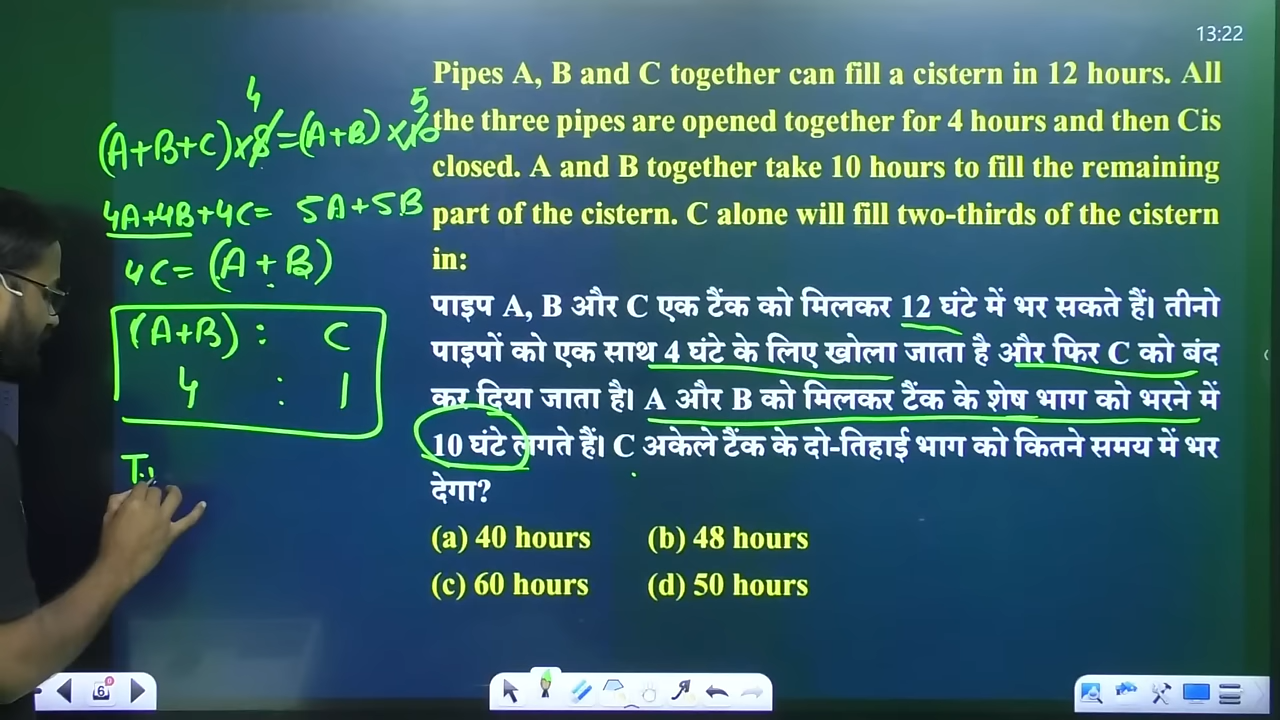 13:22
(A+B+C)×8=(A+B)×10
4
5
4A+4B+4C= 5A+5B
4C= (A+B)
(A+B) : C
4 : 1
Pipes A, B and C together can fill a cistern in 12 hours. All
the three pipes are opened together for 4 hours and then Cis
closed. A and B together take 10 hours to fill the remaining
part of the cistern. C alone will fill two-thirds of the cistern
in:
पाइप A, B और C एक टैंक को मिलकर 12 घंटे में भर सकते हैं। तीनो
पाइपों को एक साथ 4 घंटे के लिए खोला जाता है और फिर C को बंद
कर दिया जाता है। A और B को मिलकर टैंक के शेष भाग को भरने में
10 घंटे लगते हैं। C अकेले टैंक के दो-तिहाई भाग को कितने समय में भर
देगा?
(a) 40 hours (b) 48 hours
(c) 60 hours (d) 50 hours
6